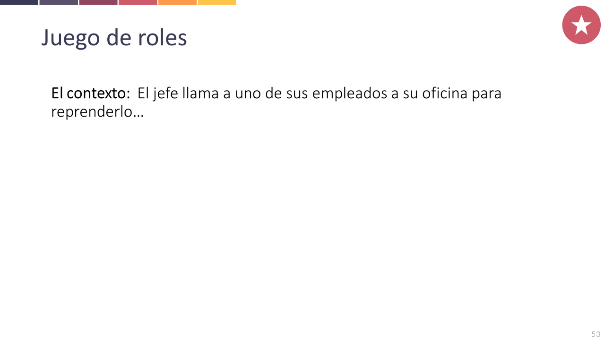 Juego de roles
El contexto: El jefe llama a uno de sus empleados a su oficina para
reprenderlo…
53